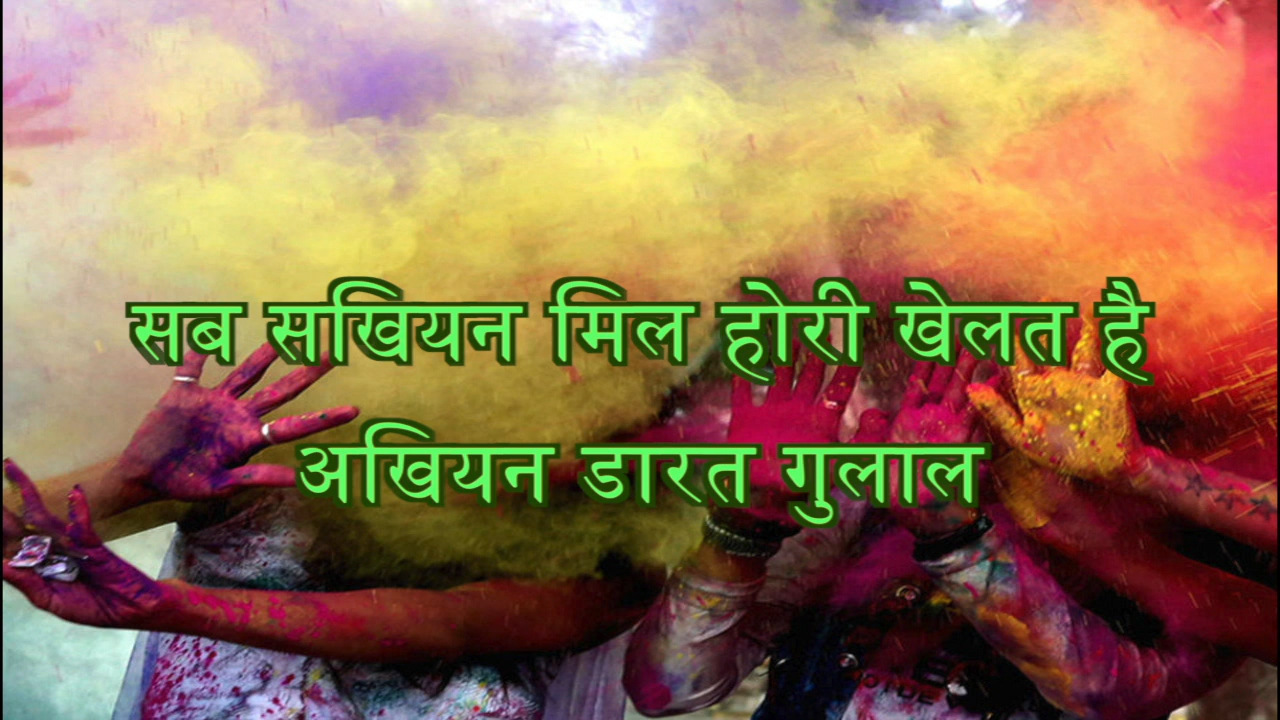 सब सखियन मिल होरी खेलत है
अखियन डारत गुलाल